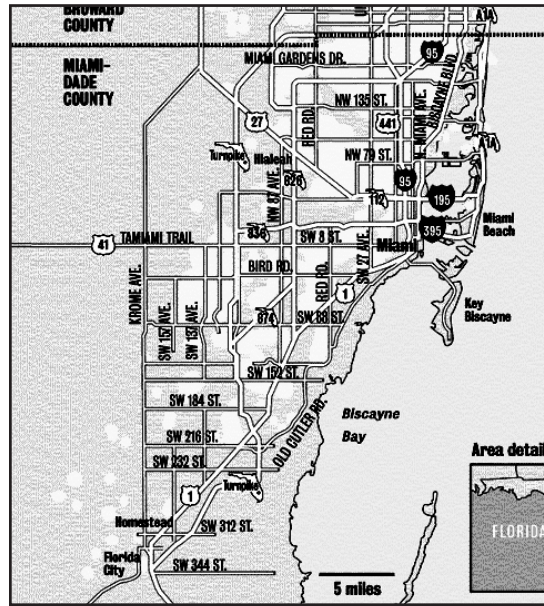 BROWARD
COUNTY
A1A
95
MIAMI GARDENS DR.
MIAMI-
DADE
COUNTY
BISCAYNE BLVD.
NW 135 ST.
N. MIAMI AVE.
27
441
RED RD.
A1A
Turnpike
Hialeah
NW 79 ST.
826
NW 87 AVE.
95
112
195
836
SW 8 ST.
395
Miami
Miami
Beach
41
TAMIAMI TRAIL
SW 27 AVE.
BIRD RD.
RED RD.
KROME AVE.
1
Key
Biscayne
SW 157 AVE.
SW 137 AVE.
874
SW 88 ST.
SW 152 ST.
SW 184 ST.
OLD CUTLER RD.
Biscayne
Bay
SW 216 ST.
SW 232 ST.
Area detail
Turnpike
1
Homestead
SW 312 ST.
FLORIDA
Florida
City
SW 344 ST.
5 miles